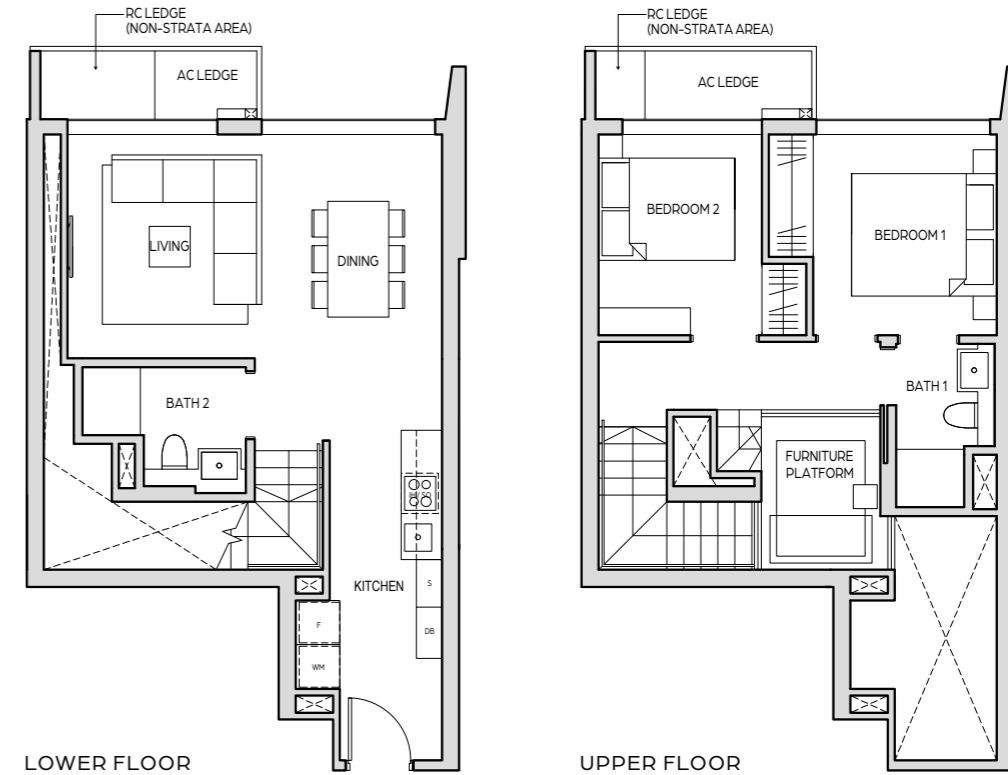 RC LEDGE
(NON-STRATA AREA)
AC LEDGE
LIVING
DINING
BATH 2
KITCHEN
S
F
DB
WM
LOWER FLOOR
RC LEDGE
(NON-STRATA AREA)
AC LEDGE
BEDROOM 2
BEDROOM 1
BATH 1
FURNITURE
PLATFORM
UPPER FLOOR